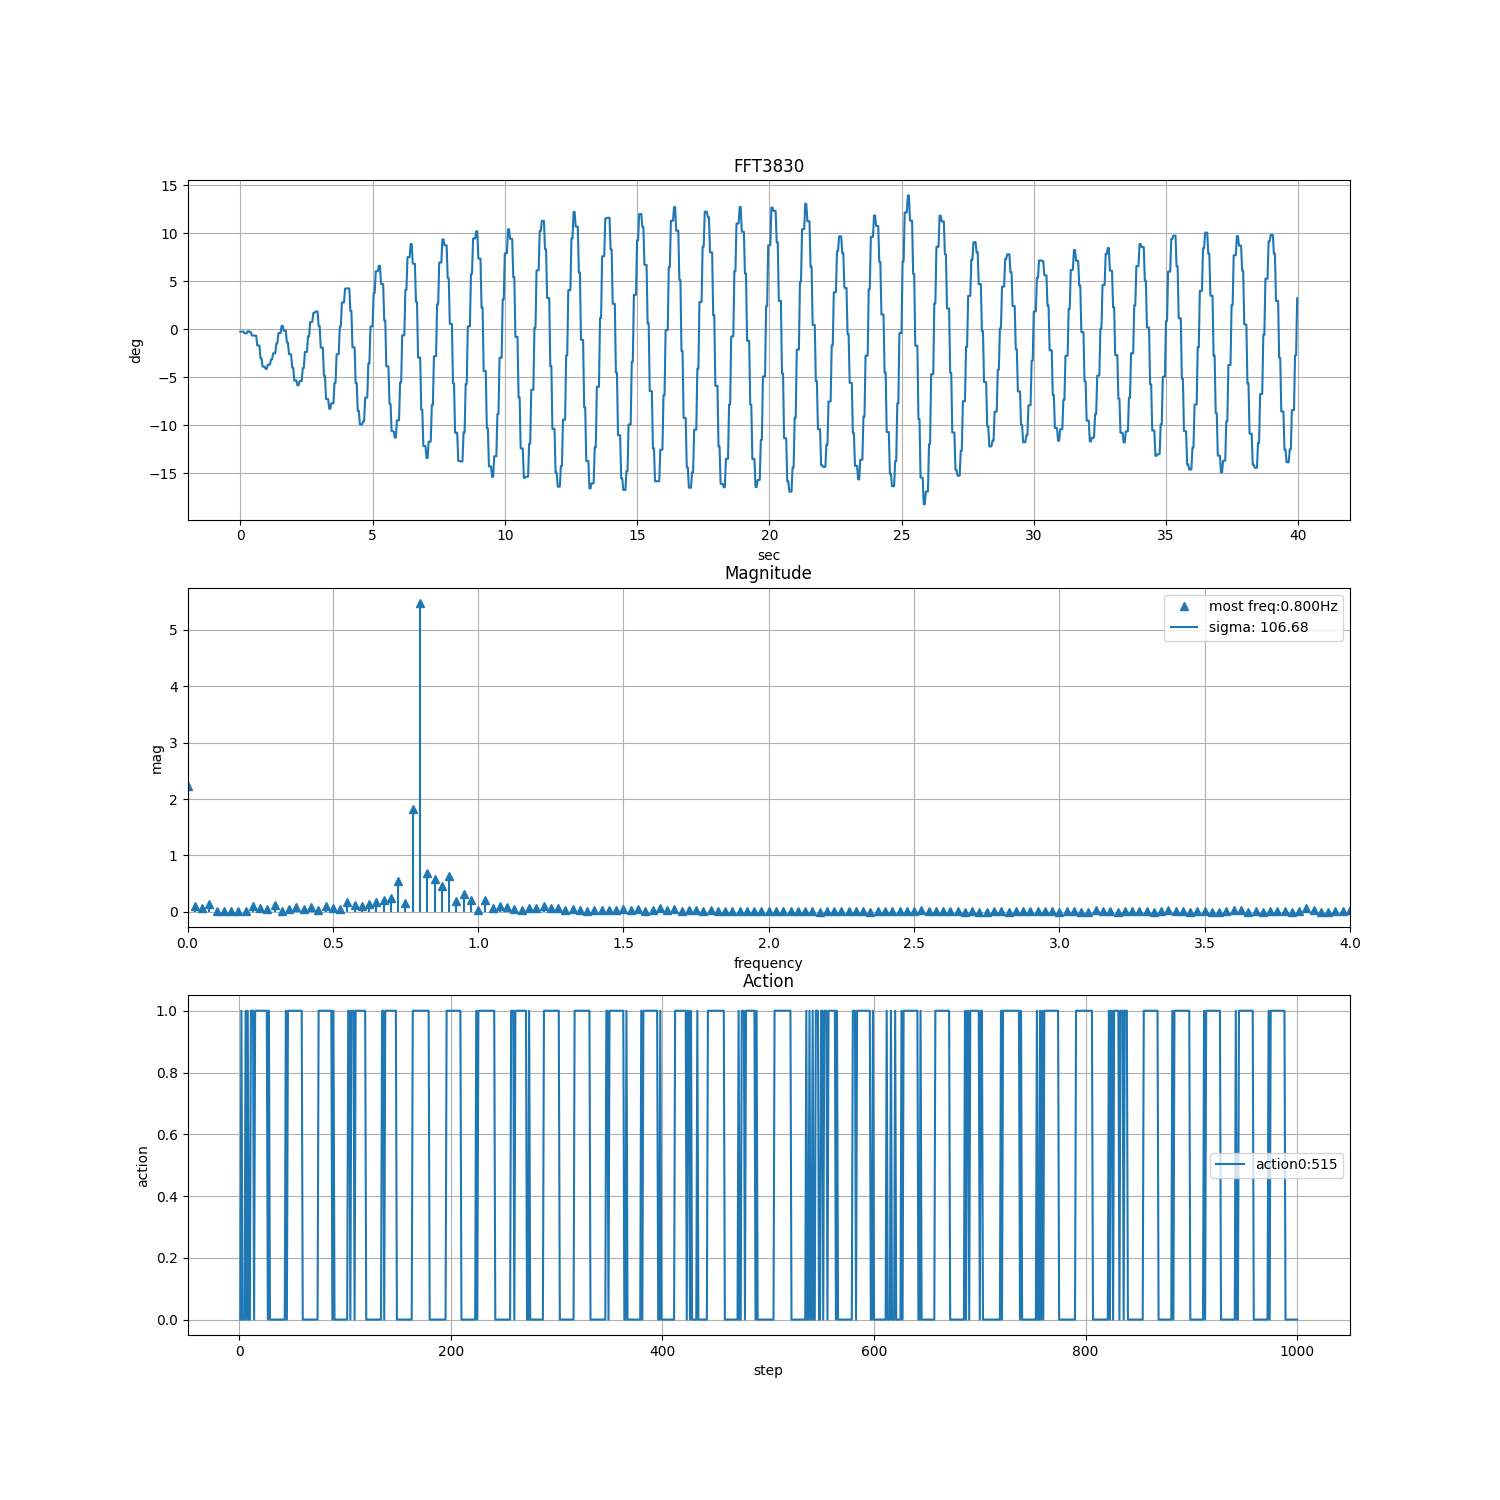 FFT3830
15
10
5
0
−5
−10
−15
deg
0 5 10 15 20 25 30 35 40
sec
Magnitude
most freq:0.800Hz
sigma: 106.68
5
4
3
2
1
0
mag
0.0 0.5 1.0 1.5 2.0 2.5 3.0 3.5 4.0
frequency
Action
1.0
0.8
0.6
0.4
0.2
0.0
action
action0:515
0 200 400 600 800 1000
step